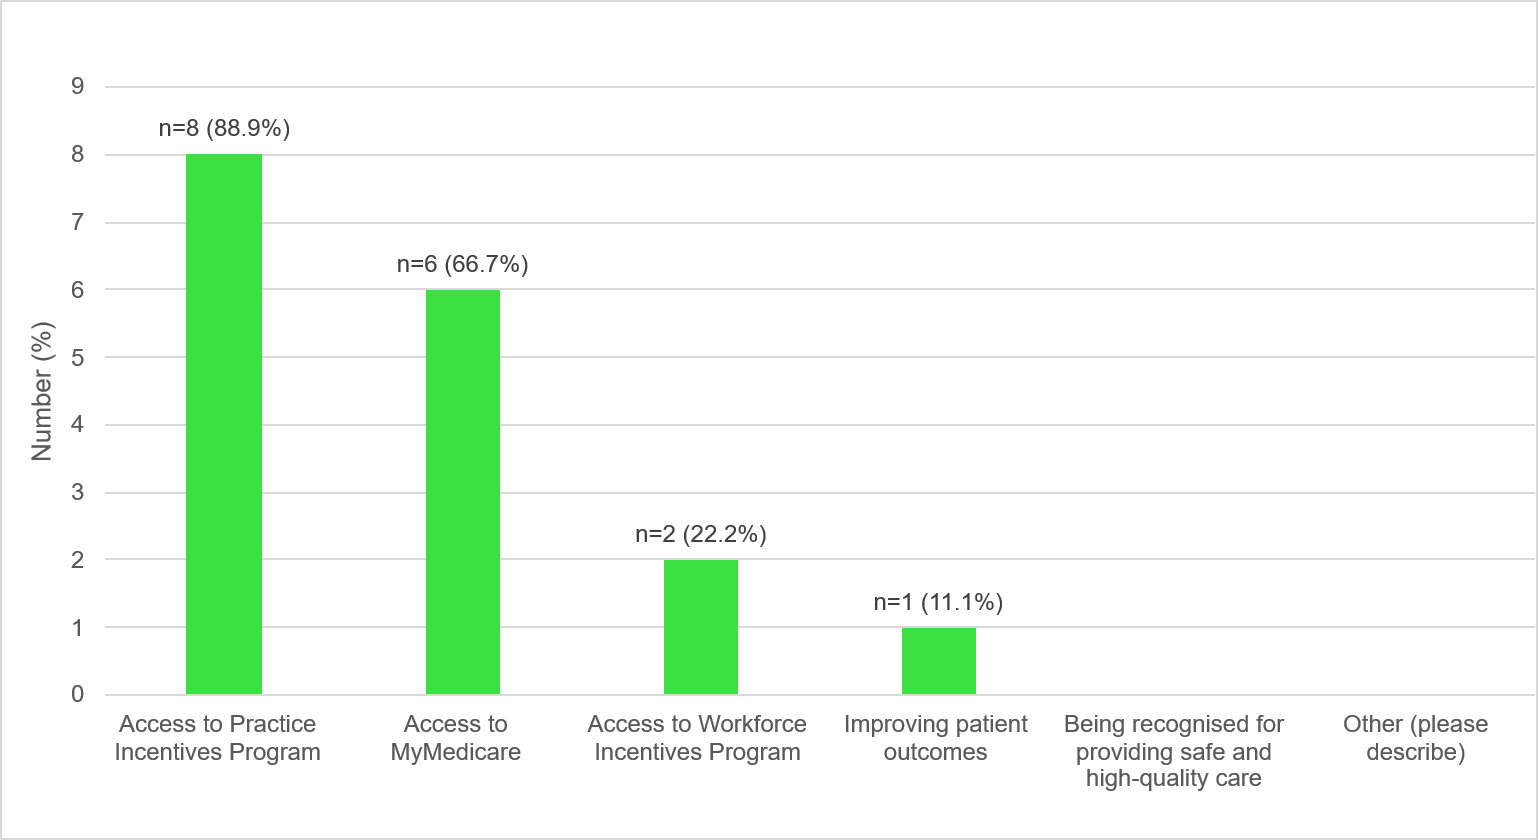 9
n=8 (88.9%)
8
7
n=6 (66.7%)
6
5
Number (%)
4
3
n=2 (22.2%)
2
n=1 (11.1%)
1
0
Access to Practice
Incentives Program
Access to
MyMedicare
Access to Workforce
Incentives Program
Improving patient
outcomes
Being recognised for
providing safe and
high-quality care
Other (please
describe)